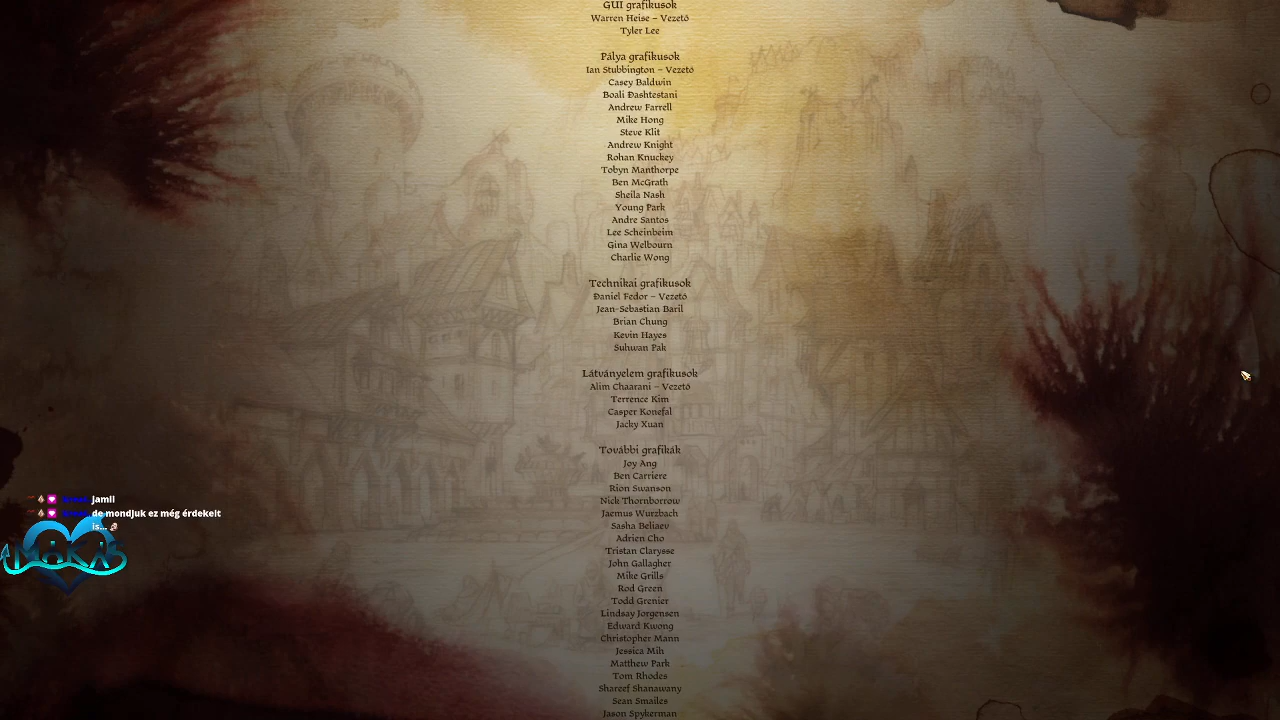 GUI grafikusok
Warren Heise – Vezető
Tyler Lee
Pálya grafikusok
Ian Stubbington – Vezető
Casey Baldwin
Boali Dashtestani
Andrew Farrell
Mike Hong
Steve Klit
Andrew Knight
Rohan Knuckey
Tobyn Manthorpe
Ben McGrath
Sheila Nash
Young Park
Andre Santos
Lee Scheinbeim
Gina Welbourn
Charlie Wong
Technikai grafikusok
Daniel Fedor – Vezető
Jean-Sebastian Baril
Brian Chung
Kevin Hayes
Suhwan Pak
Látványelem grafikusok
Alim Chaarani – Vezető
Terrence Kim
Casper Konefal
Jacky Xuan
További grafikák
Joy Ang
Ben Carriere
Rion Swanson
Nick Thornborrow
Jaemus Wurzbach
Sasha Beliaev
Adrien Cho
Tristan Clarysse
John Gallagher
Mike Grills
Rod Green
Todd Grenier
Lindsay Jorgensen
Edward Kwong
Christopher Mann
Jessica Mih
Matthew Park
Tom Rhodes
Shareef Shanawany
Sean Smailes
Jason Spykerman
Jamil
de mondjuk ez még érdekelt
is...
MÓKÁS